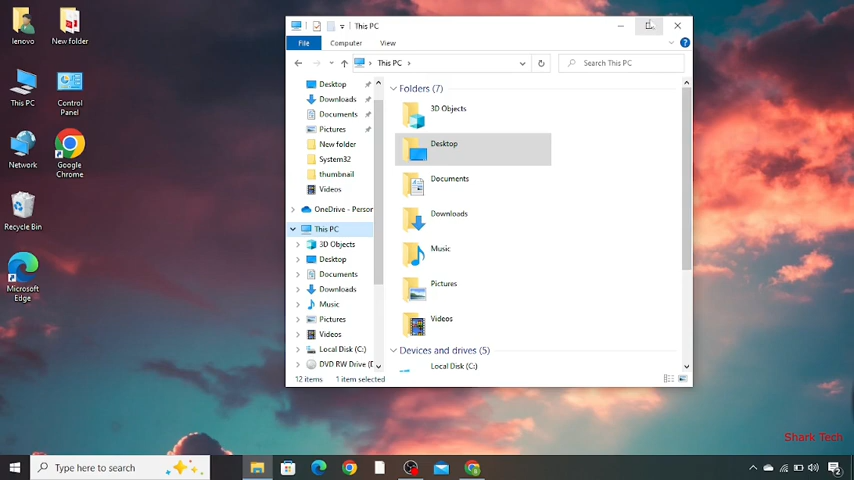 lenovo
New folder
This PC
Control
Panel
Network
Google
Chrome
Recycle Bin
Microsoft
Edge
This PC
File
Computer
View
This PC
Search This PC
Desktop
Downloads
Documents
Pictures
New folder
System32
thumbnail
Videos
OneDrive - Person
This PC
3D Objects
Desktop
Documents
Downloads
Music
Pictures
Videos
Local Disk (C:)
DVD RW Drive (E
Folders (7)
3D Objects
Desktop
Documents
Downloads
Music
Pictures
Videos
Devices and drives (5)
Local Disk (C:)
12 items
1 item selected
Shark Tech
Type here to search
2